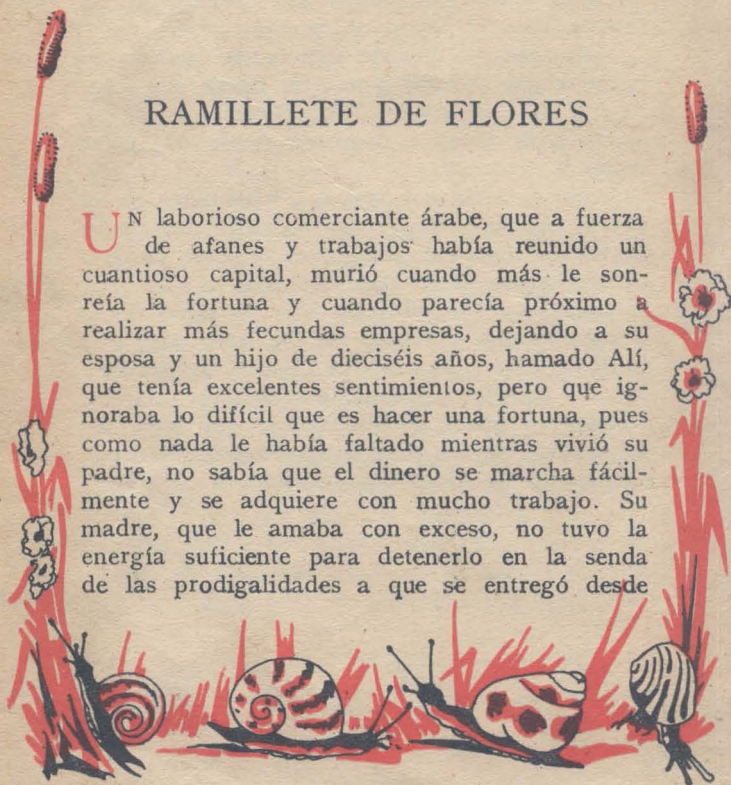 RAMILLETE DE FLORES
UN laborioso comerciante árabe, que a fuerza
de afanes y trabajos había reunido un
cuantioso capital, murió cuando más le son-
reía la fortuna y cuando parecía próximo a
realizar más fecundas empresas, dejando a su
esposa y un hijo de dieciséis años, hamado Alí,
que tenía excelentes sentimientos, pero que ig-
noraba lo difícil que es hacer una fortuna, pues
como nada le había faltado mientras vivió su
padre, no sabía que el dinero se marcha fácil-
mente y se adquiere con mucho trabajo. Su
madre, que le amaba con exceso, no tuvo la
energía suficiente para detenerlo en la senda
de las prodigalidades a que se entregó desde